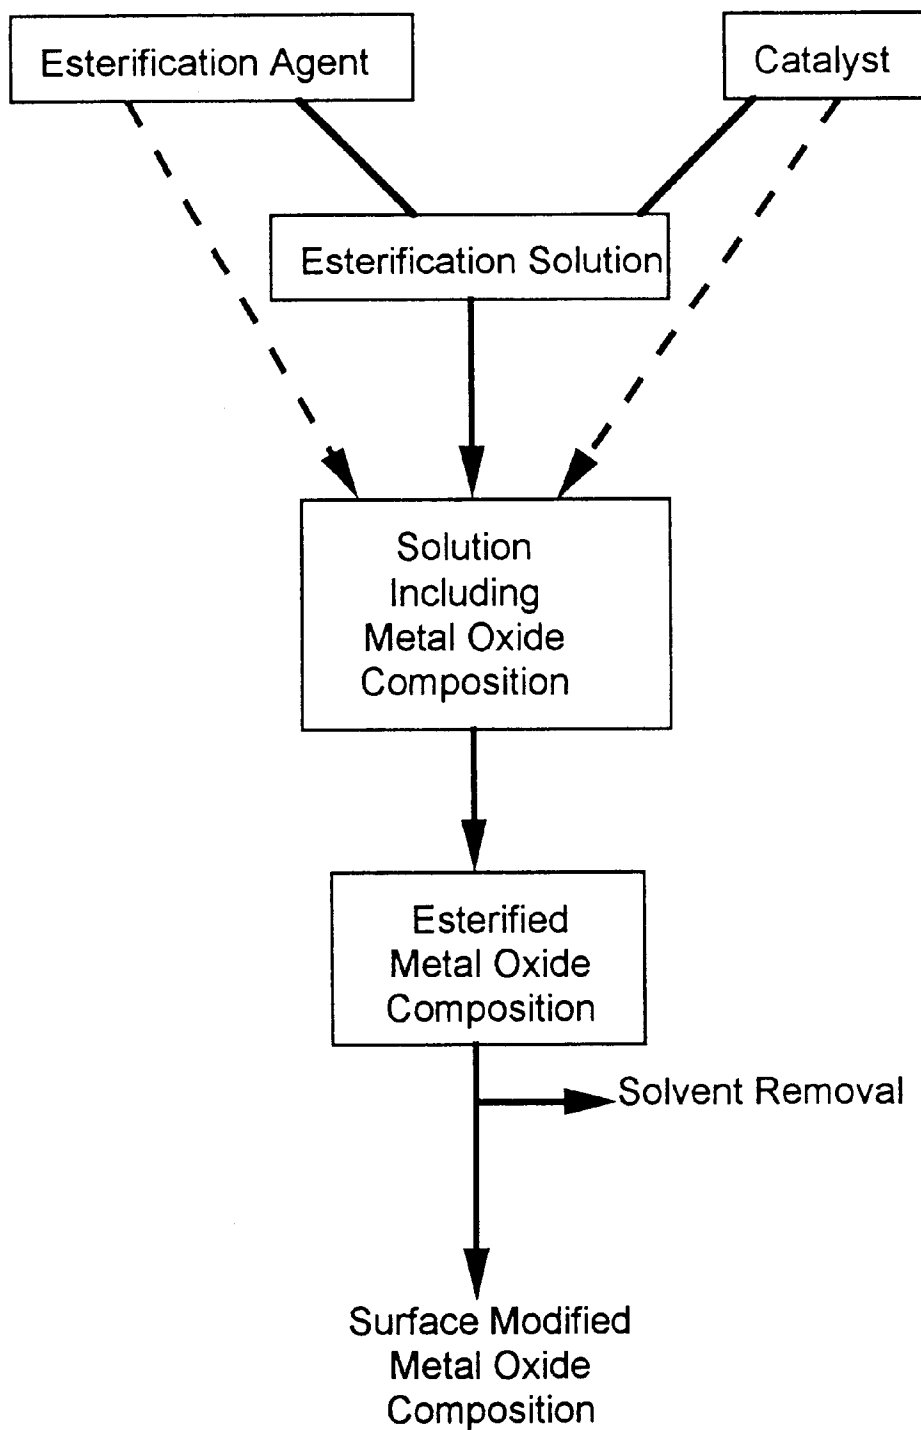 Esterification Agent
Catalyst
Esterification Solution
Solution
Including
Metal Oxide
Composition
Esterified
Metal Oxide
Composition
Solvent Removal
Surface Modified
Metal Oxide
Composition